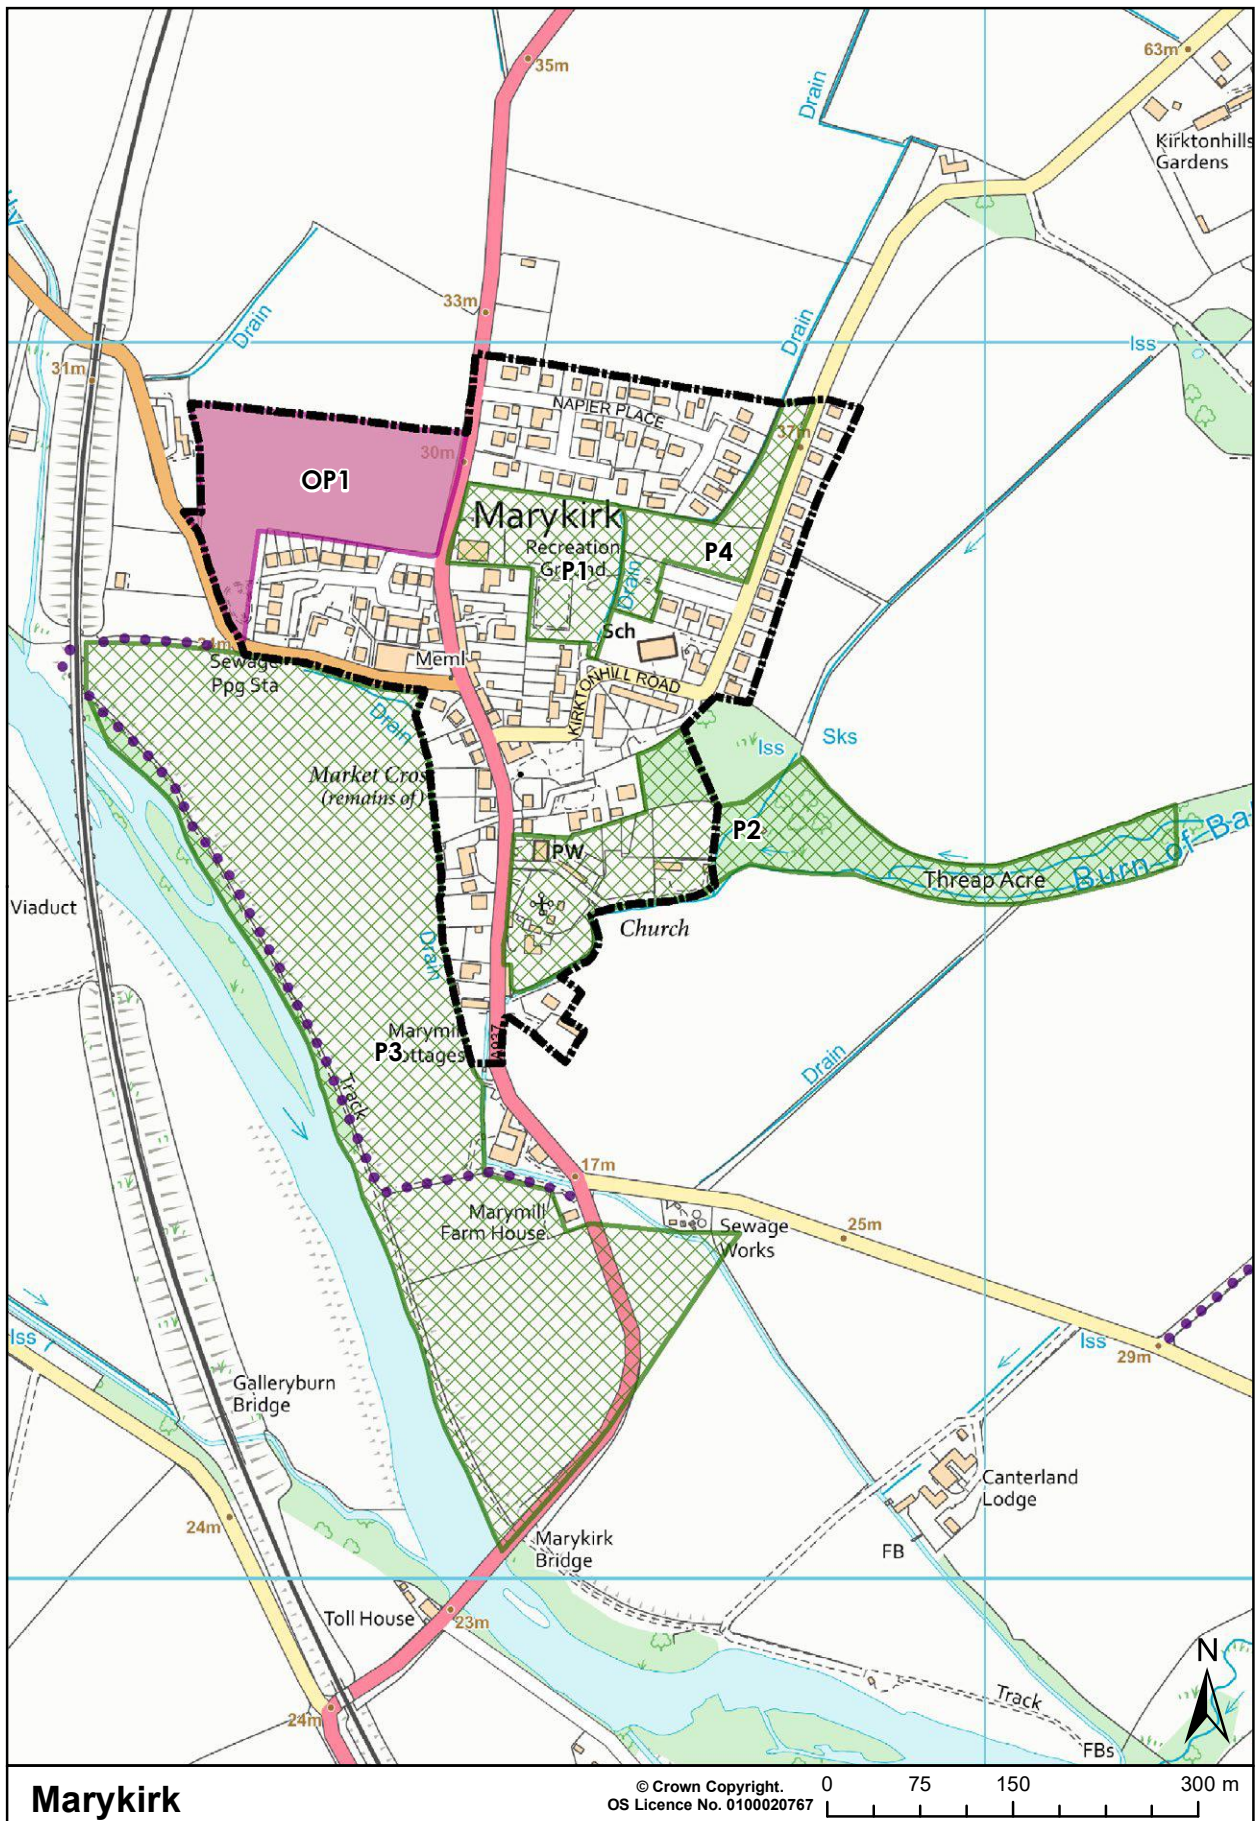 35m
63m
Drain
Kirktonhills
Gardens
33m
Drain
Drain
Iss
31m
NAPIER PLACE
37m
30m
OP1
Marykirk
Recreation
P1
P4
Drain
Sch
Meml
Sewage
Ppg Sta
KIRKTONHILL ROAD
Drain
Iss
Sks
Market Cros
(remains of)
P2
PW
Threap Acre
Burn of Ba
Viaduct
Church
Drain
A937
P3
Track
Drain
17m
Marymill
Farm House
Sewage
Works
25m
Iss
Iss
29m
Galleryburn
Bridge
Canterland
Lodge
24m
Marykirk
Bridge
FB
Toll House
23m
N
Track
24m
FBs
Marykirk
© Crown Copyright.
OS Licence No. 0100020767
0 75 150 300 m